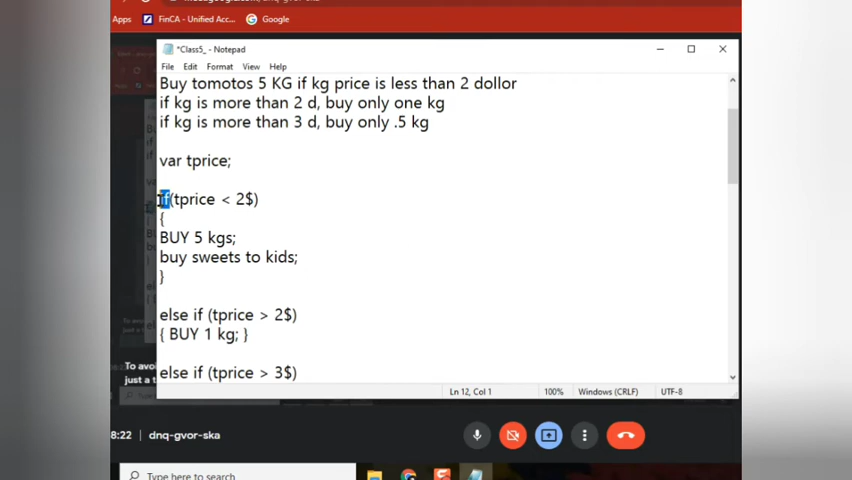 Apps FinCA - Unified Acc... Google
*Class5_ - Notepad
File Edit Format View Help
Buy tomotos 5 KG if kg price is less than 2 dollor
if kg is more than 2 d, buy only one kg
if kg is more than 3 d, buy only .5 kg
var tprice;
if(tprice < 2$)
{
BUY 5 kgs;
buy sweets to kids;
}
else if (tprice > 2$)
{ BUY 1 kg; }
else if (tprice > 3$)
Ln 12, Col 1 100% Windows (CRLF) UTF-8
To avo
just a t
8:22 dnq-gvor-ska
Type here to search